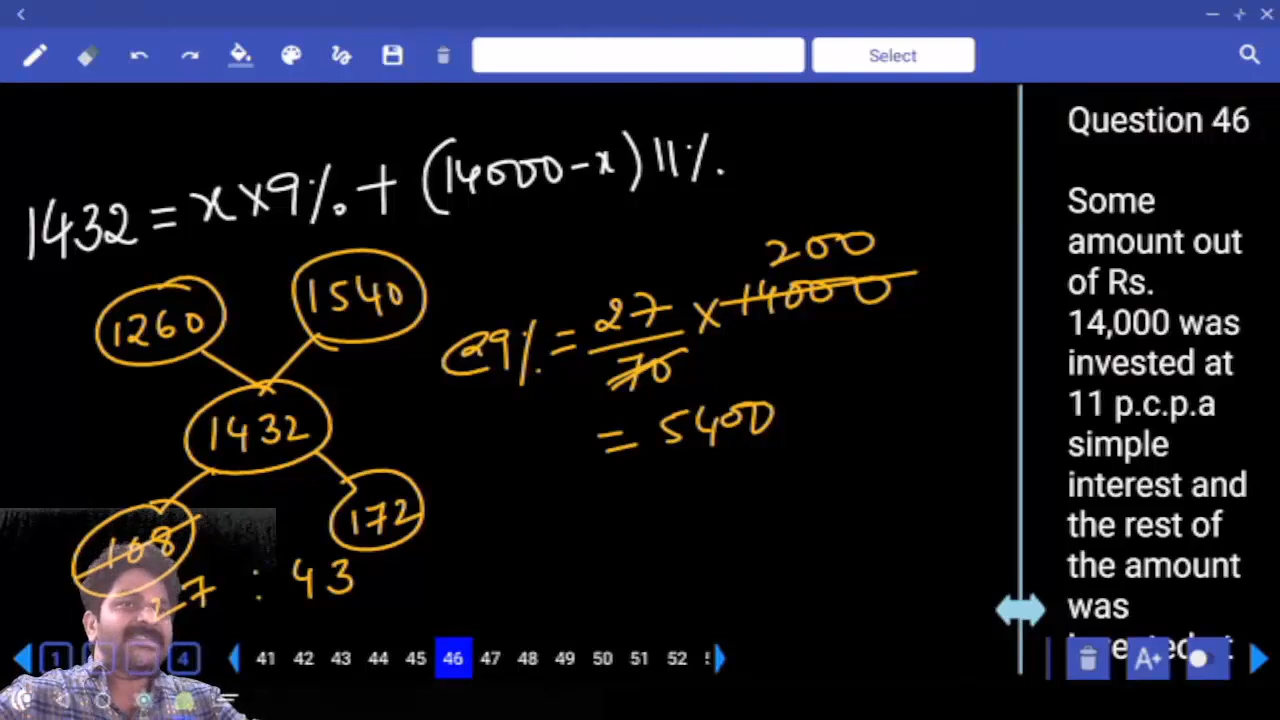 Select
1432 = x × 9% + (14000 - x) 11%
1260
1540
1432
108
172
27 : 43
@9% = 27/70 × 14000
200
= 5400
Question 46
Some
amount out
of Rs.
14,000 was
invested at
11 p.c.p.a
simple
interest and
the rest of
the amount
was
1
4
41 42 43 44 45 46 47 48 49 50 51 52
A+